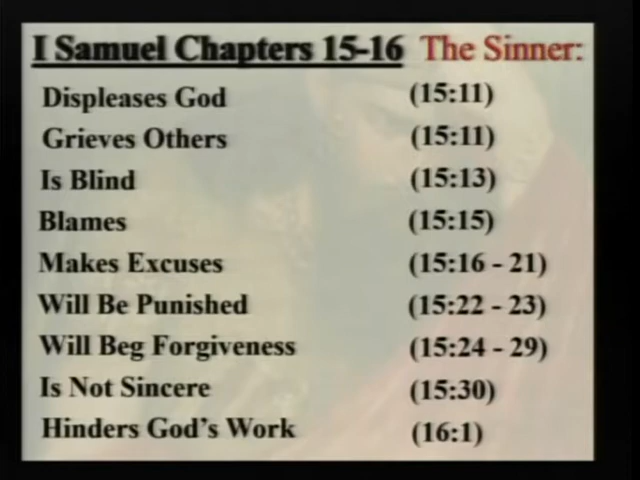 I Samuel Chapters 15-16 The Sinner:
Displeases God (15:11)
Grieves Others (15:11)
Is Blind (15:13)
Blames (15:15)
Makes Excuses (15:16 - 21)
Will Be Punished (15:22 - 23)
Will Beg Forgiveness (15:24 - 29)
Is Not Sincere (15:30)
Hinders God's Work (16:1)